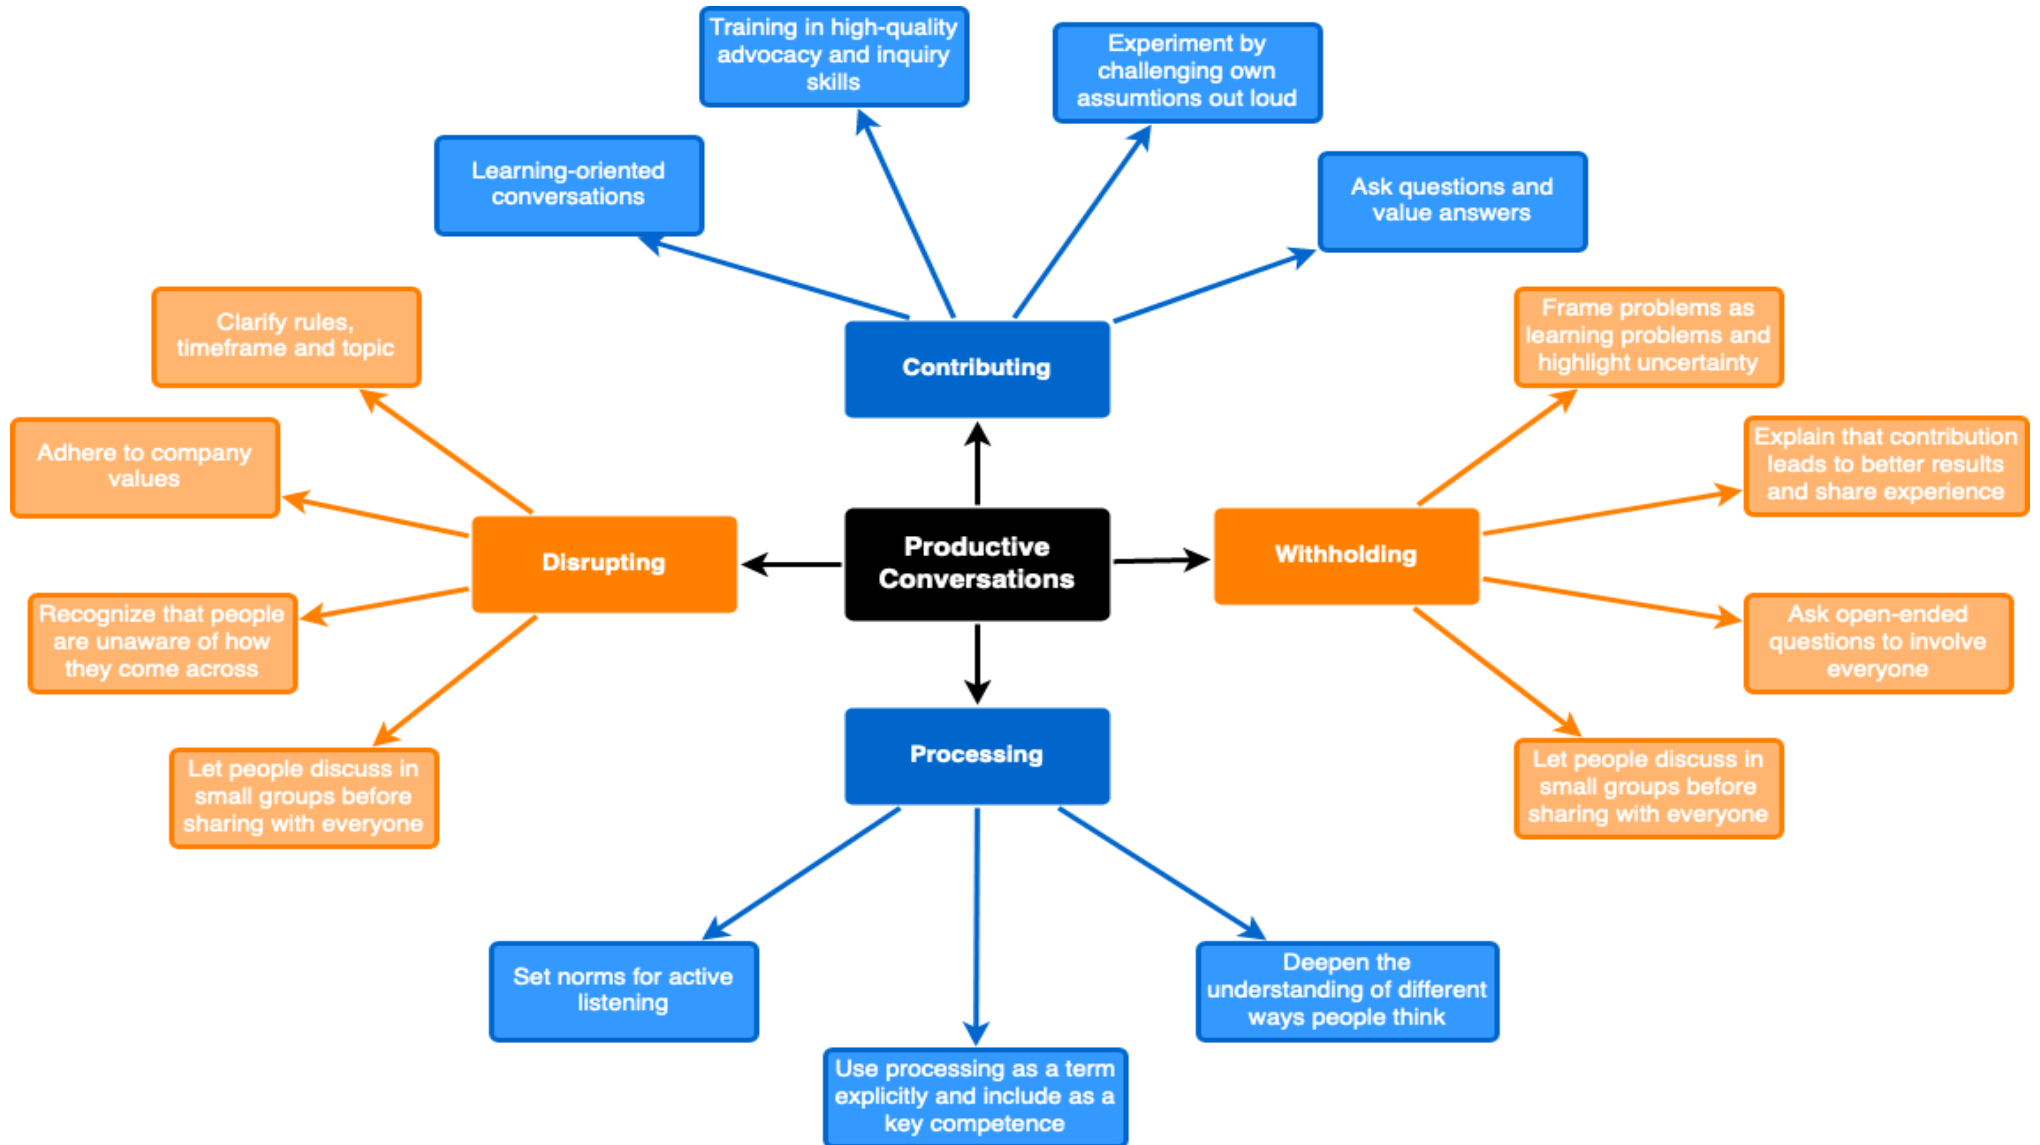 Training in high-quality
advocacy and inquiry
skills
Experiment by
challenging own
assumtions out loud
Learning-oriented
conversations
Ask questions and
value answers
Clarify rules,
timeframe and topic
Frame problems as
learning problems and
highlight uncertainty
Contributing
Adhere to company
values
Explain that contribution
leads to better results
and share experience
Disrupting
Productive
Conversations
Withholding
Recognize that people
are unaware of how
they come across
Ask open-ended
questions to involve
everyone
Let people discuss in
small groups before
sharing with everyone
Processing
Let people discuss in
small groups before
sharing with everyone
Set norms for active
listening
Deepen the
understanding of different
ways people think
Use processing as a term
explicitly and include as a
key competence